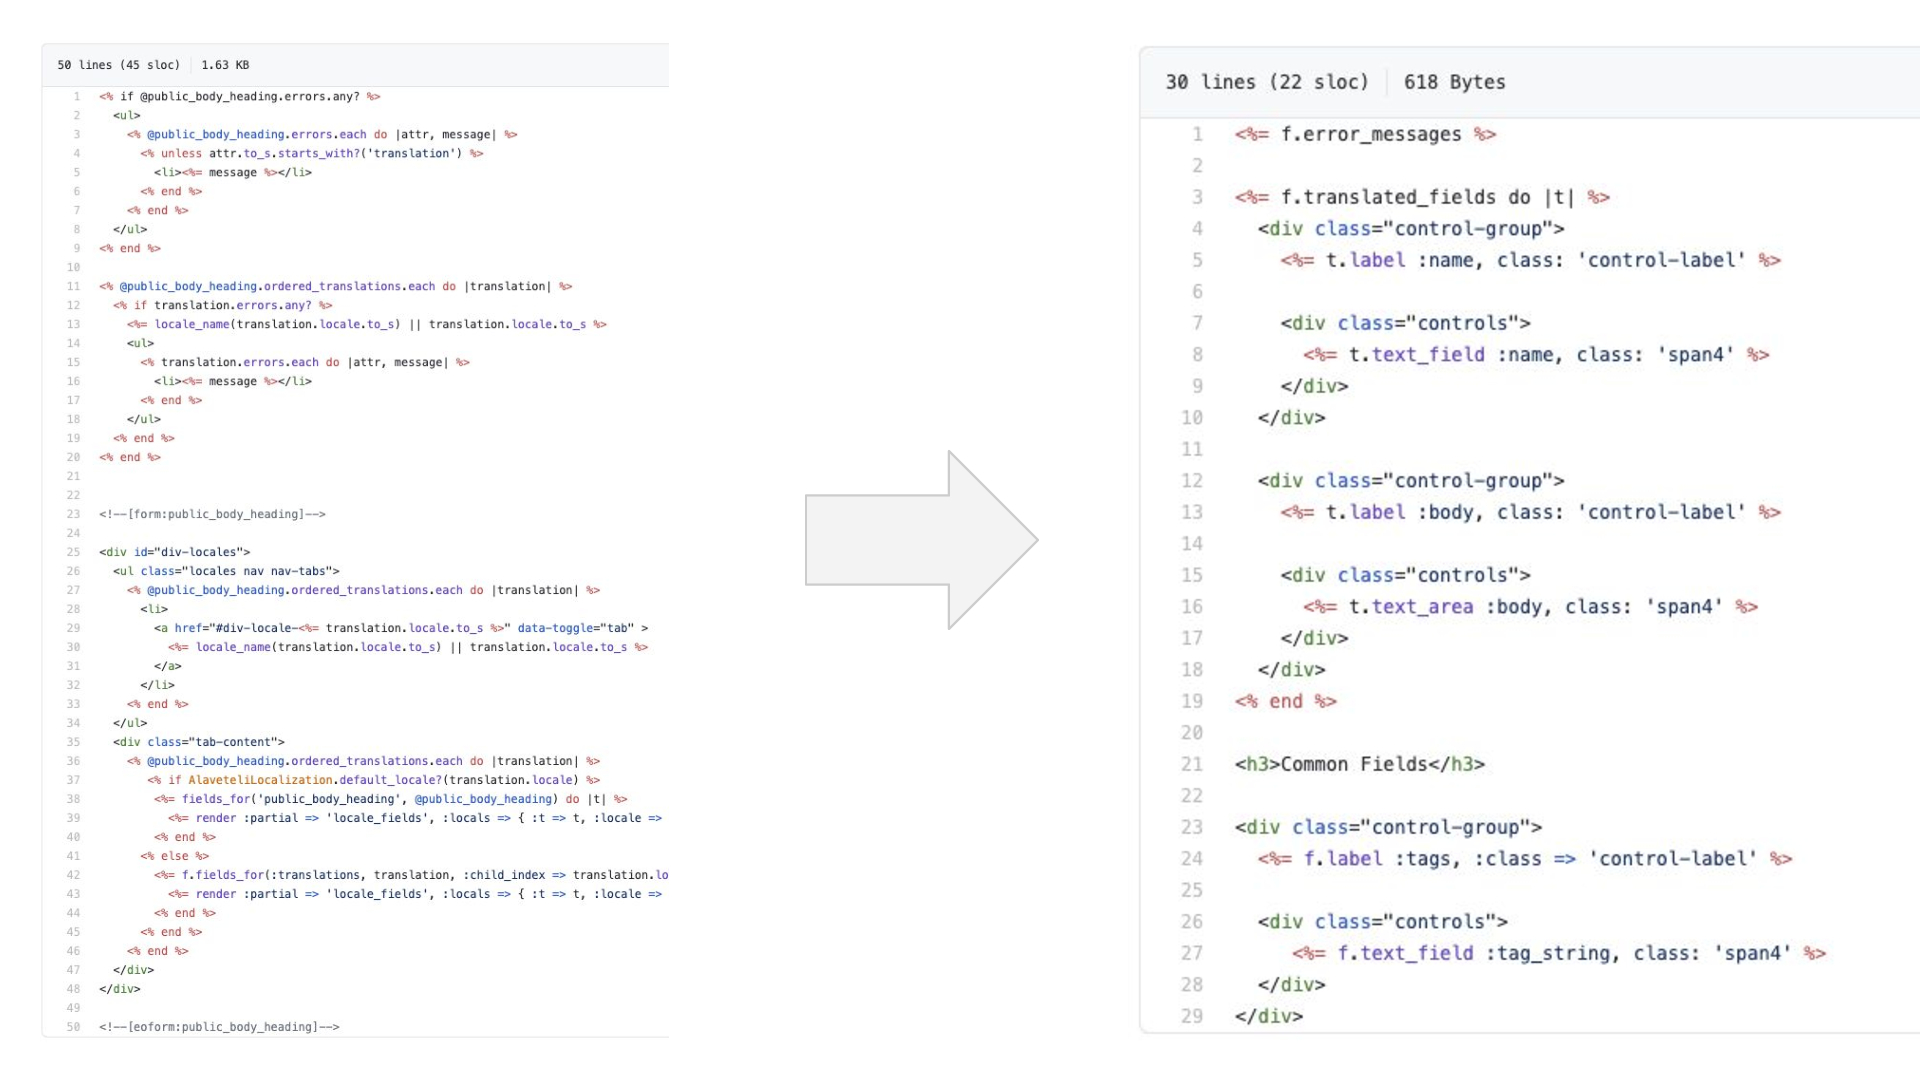 50 lines (45 sloc) 1.63 KB
1 <% if @public_body_heading.errors.any? %>
2 <ul>
3 <% @public_body_heading.errors.each do |attr, message| %>
4 <% unless attr.to_s.starts_with?('translation') %>
5 <li><%= message %></li>
6 <% end %>
7 <% end %>
8 </ul>
9 <% end %>
10
11 <% @public_body_heading.ordered_translations.each do |translation| %>
12 <% if translation.errors.any? %>
13 <%= locale_name(translation.locale.to_s) || translation.locale.to_s %>
14 <ul>
15 <% translation.errors.each do |attr, message| %>
16 <li><%= message %></li>
17 <% end %>
18 </ul>
19 <% end %>
20 <% end %>
21
22
23 <!--[form:public_body_heading]-->
24
25 <div id="div-locales">
26 <ul class="locales nav nav-tabs">
27 <% @public_body_heading.ordered_translations.each do |translation| %>
28 <li>
29 <a href="#div-locale-<%= translation.locale.to_s %>" data-toggle="tab" >
30 <%= locale_name(translation.locale.to_s) || translation.locale.to_s %>
31 </a>
32 </li>
33 <% end %>
34 </ul>
35 <div class="tab-content">
36 <% @public_body_heading.ordered_translations.each do |translation| %>
37 <% if AlaveteliLocalization.default_locale?(translation.locale) %>
38 <%= fields_for('public_body_heading', @public_body_heading) do |t| %>
39 <%= render :partial => 'locale_fields', :locals => { :t => t, :locale =>
40 <% end %>
41 <% else %>
42 <%= f.fields_for(:translations, translation, :child_index => translation.lo
43 <%= render :partial => 'locale_fields', :locals => { :t => t, :locale =>
44 <% end %>
45 <% end %>
46 <% end %>
47 </div>
48 </div>
49
50 <!--[eoform:public_body_heading]-->
30 lines (22 sloc) 618 Bytes
1 <%= f.error_messages %>
2
3 <%= f.translated_fields do |t| %>
4 <div class="control-group">
5 <%= t.label :name, class: 'control-label' %>
6
7 <div class="controls">
8 <%= t.text_field :name, class: 'span4' %>
9 </div>
10 </div>
11
12 <div class="control-group">
13 <%= t.label :body, class: 'control-label' %>
14
15 <div class="controls">
16 <%= t.text_area :body, class: 'span4' %>
17 </div>
18 </div>
19 <% end %>
20
21 <h3>Common Fields</h3>
22
23 <div class="control-group">
24 <%= f.label :tags, :class => 'control-label' %>
25
26 <div class="controls">
27 <%= f.text_field :tag_string, class: 'span4' %>
28 </div>
29 </div>